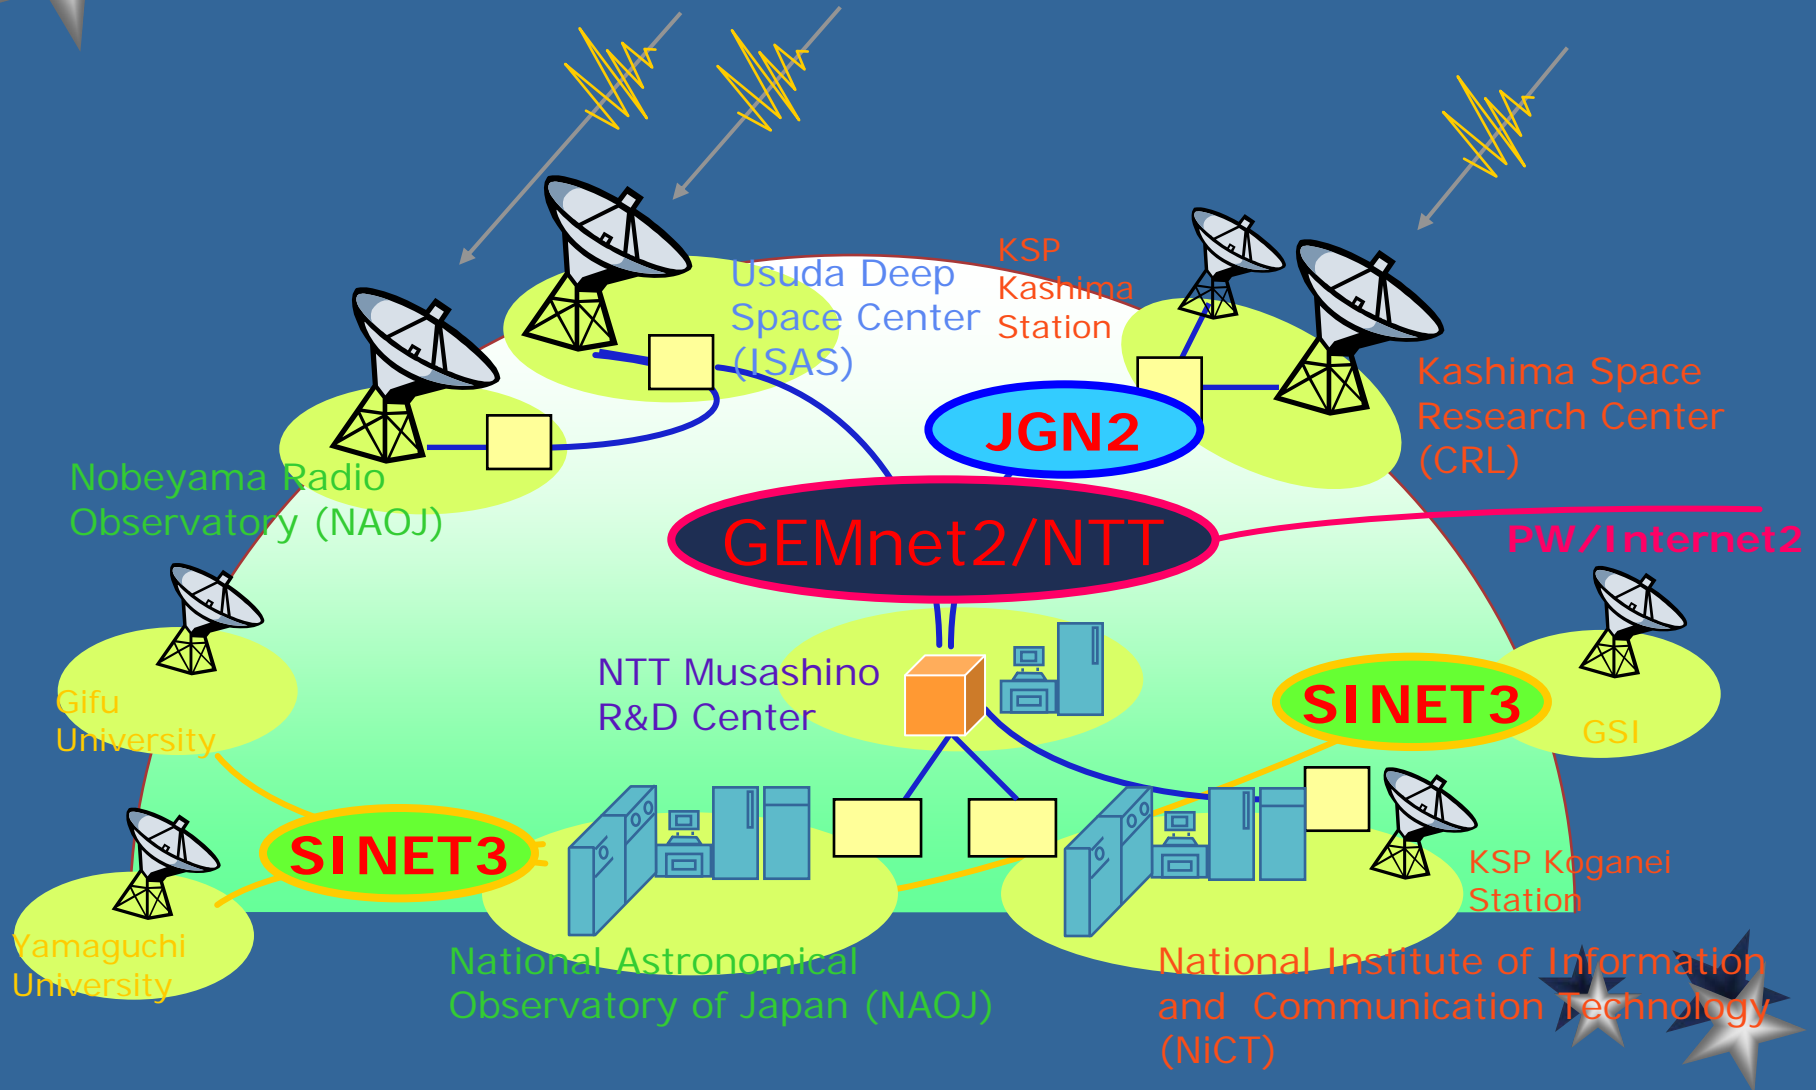 KSP
Kashima
Station
Usuda Deep
Space Center
(ISAS)
Kashima Space
Research Center
(CRL)
JGN2
Nobeyama Radio
Observatory (NAOJ)
GEMnet2/NTT
PW/Internet2
NTT Musashino
R&D Center
Gifu
University
SINET3
GSI
SINET3
KSP Koganei
Station
Yamaguchi
University
National Astronomical
Observatory of Japan (NAOJ)
National Institute of Information
and Communication Technology
(NiCT)